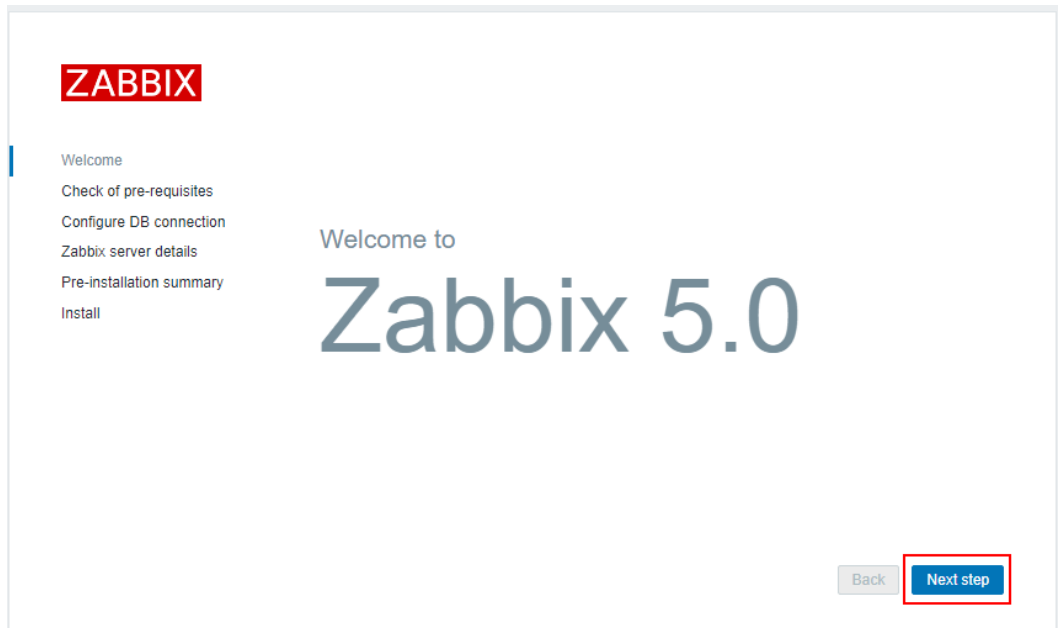 ZABBIX
Welcome
Check of pre-requisites
Configure DB connection
Zabbix server details
Pre-installation summary
Install
Welcome to
Zabbix 5.0
Back
Next step